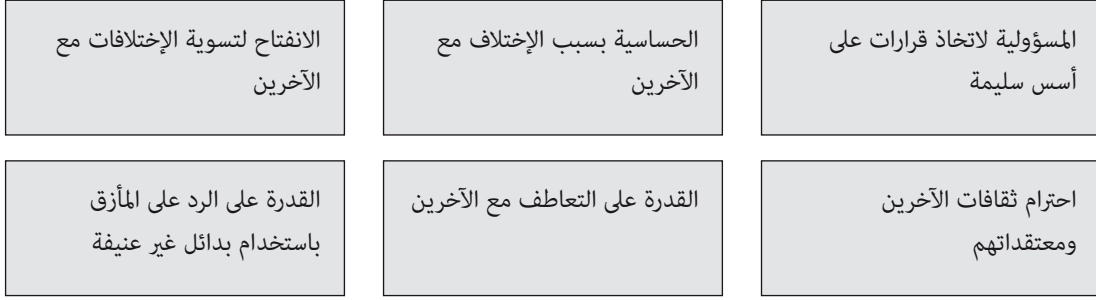 المسؤولية لاتخاذ قرارات على
أسس سليمة
الحساسية بسبب الإختلاف مع
الآخرين
الانفتاح لتسوية الإختلافات مع
الآخرين
احترام ثقافات الآخرين
ومعتقداتهم
القدرة على التعاطف مع الآخرين
القدرة على الرد على المأزق
باستخدام بدائل غير عنيفة